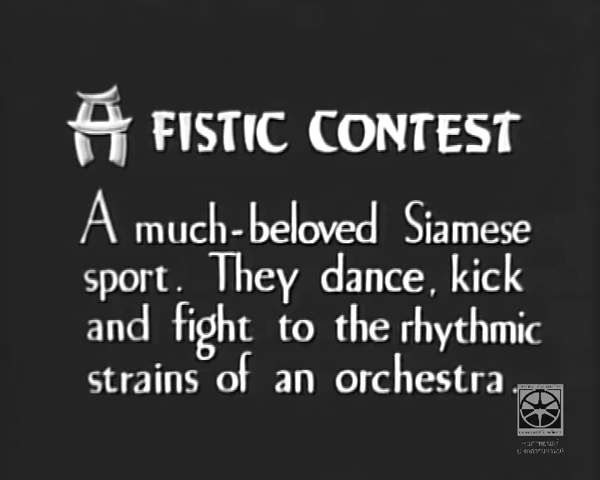 A FISTIC CONTEST
A much-beloved Siamese
sport. They dance, kick
and fight to the rhythmic
strains of an orchestra.